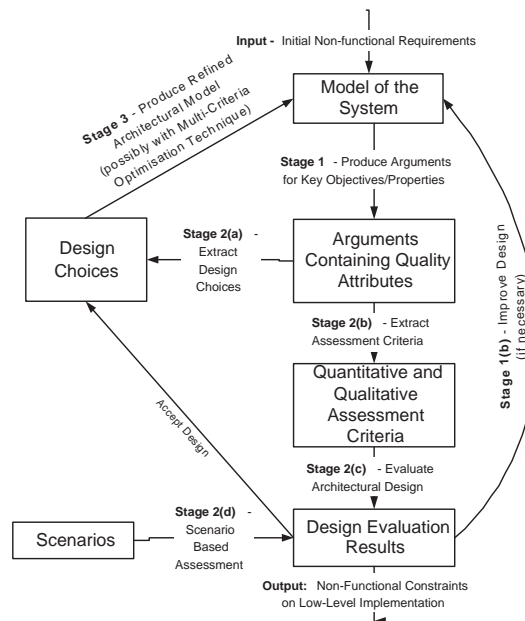 Input - Initial Non-functional Requirements
Model of the
System
Stage 3 - Produce Refined
Architectural Model
(possibly with Multi-Criteria
Optimisation Technique)
Stage 1 - Produce Arguments
for Key Objectives/Properties
Design
Choices
Stage 2(a) -
Extract
Design
Choices
Arguments
Containing Quality
Attributes
Stage 1(b) - Improve Design
(if necessary)
Stage 2(b) - Extract
Assessment Criteria
Quantitative and
Qualitative
Assessment
Criteria
Accept Design
Stage 2(c) - Evaluate
Architectural Design
Scenarios
Stage 2(d) -
Scenario
Based
Assessment
Design Evaluation
Results
Output: Non-Functional Constraints
on Low-Level Implementation